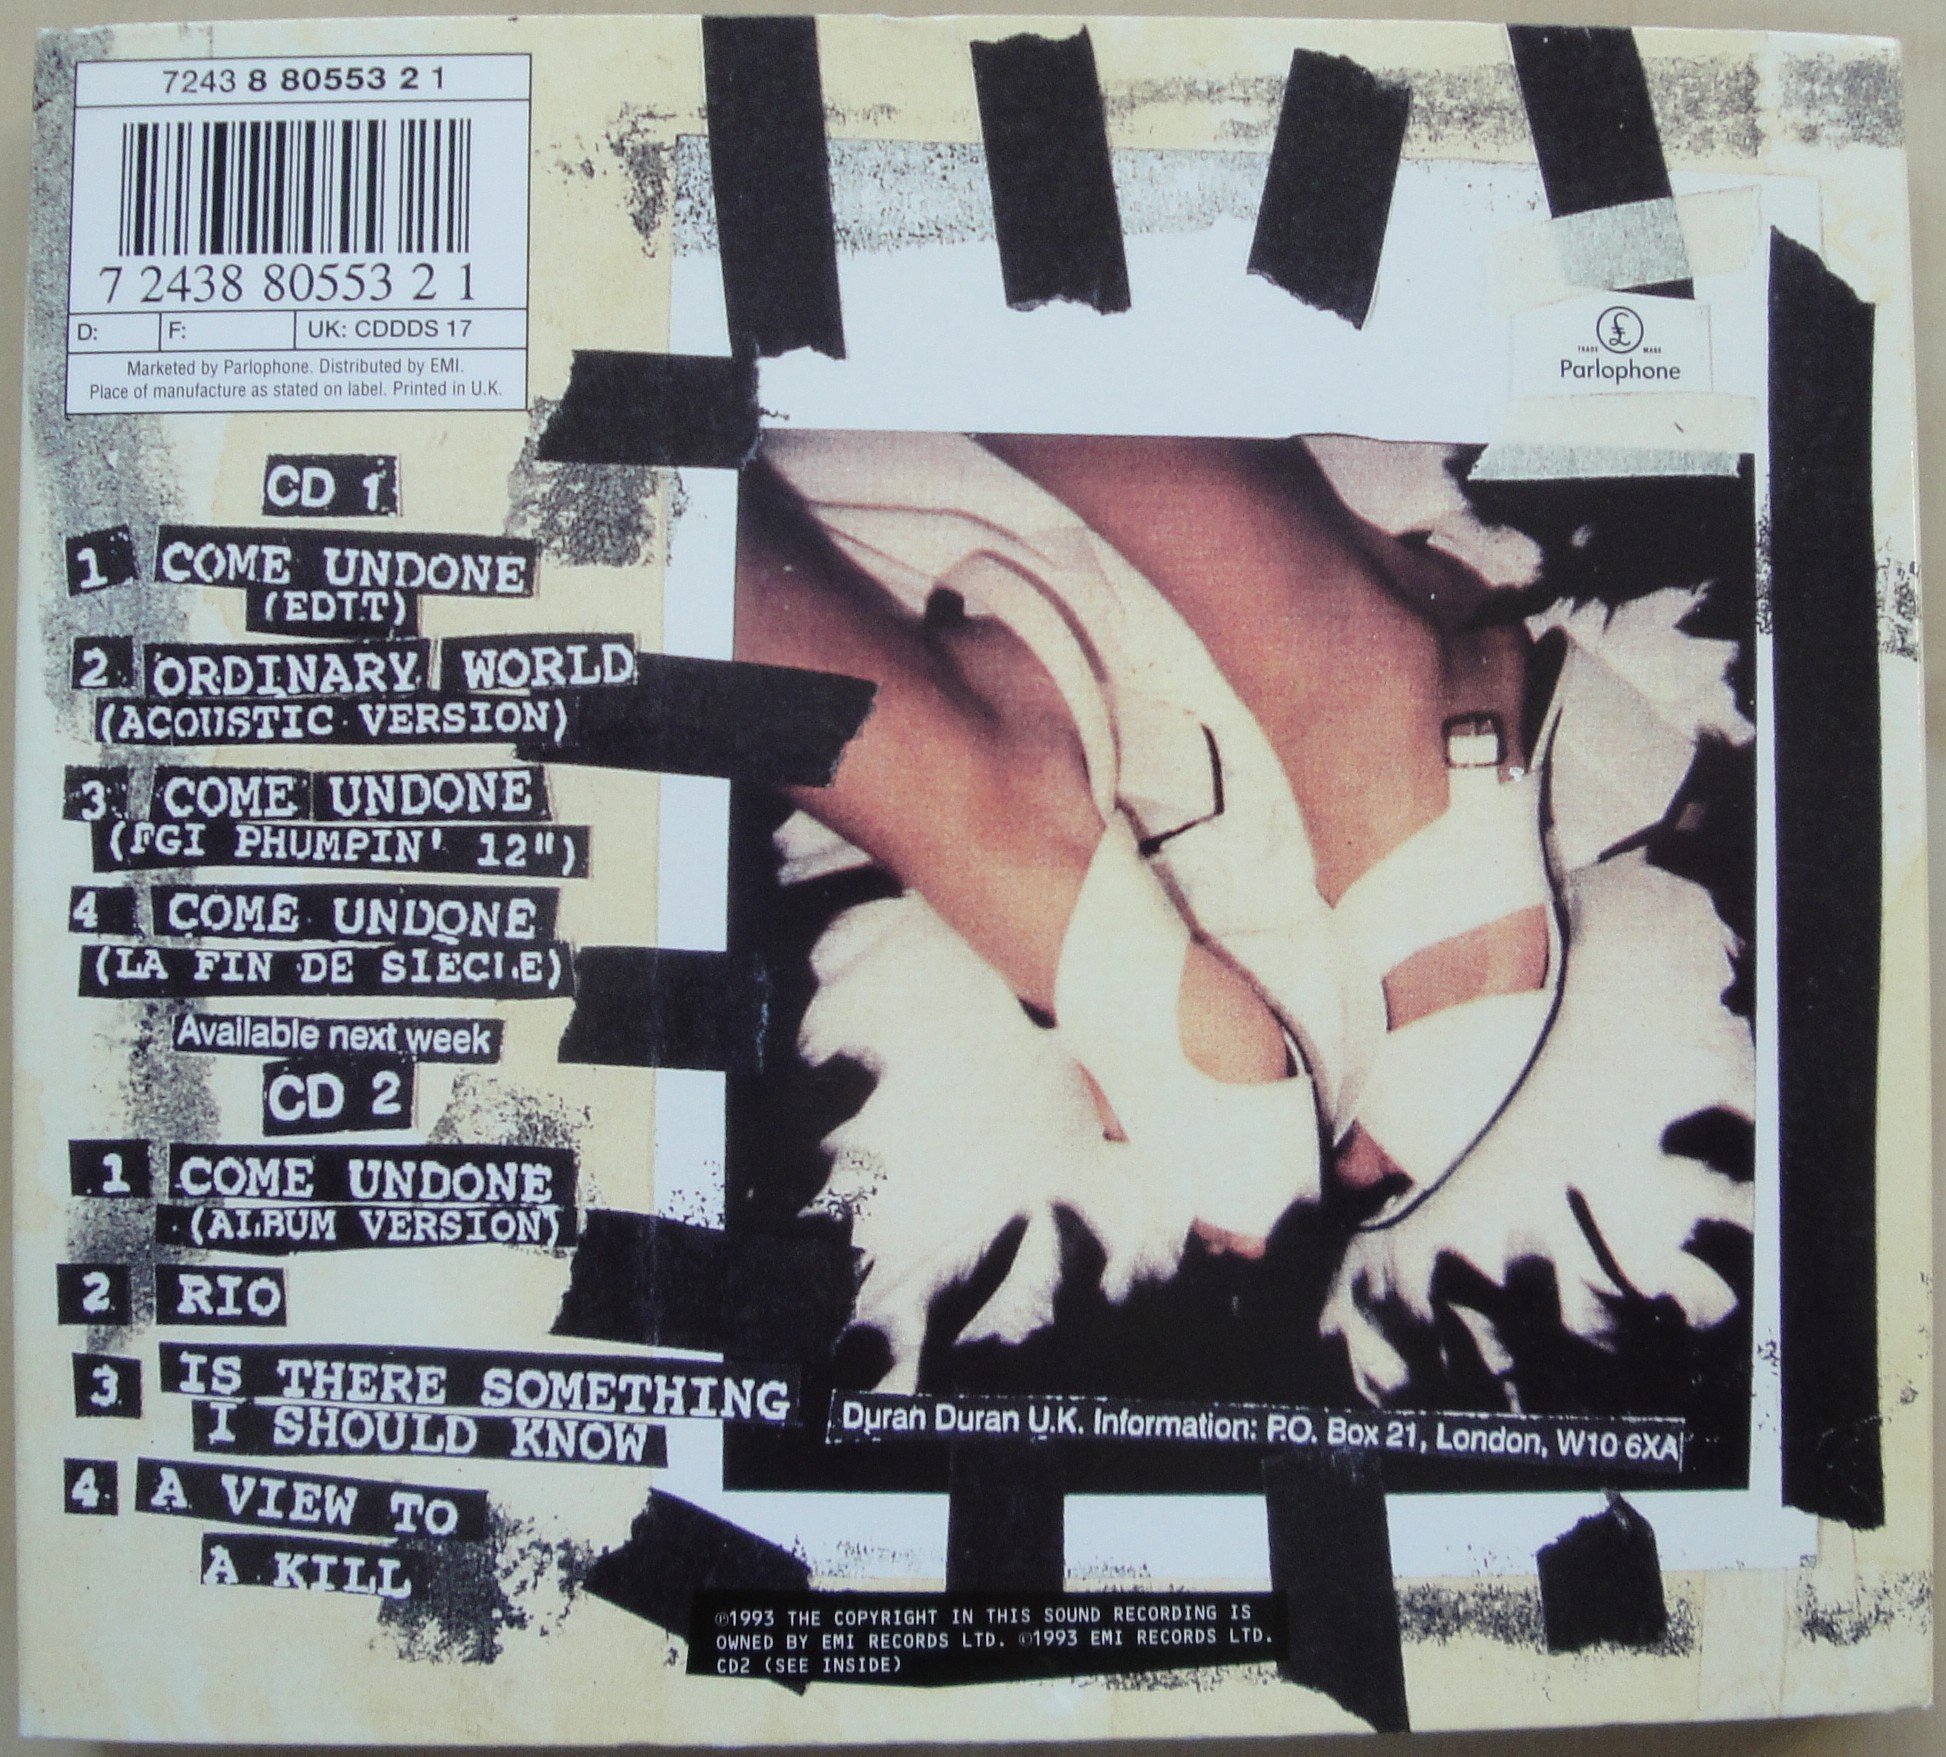 7243 8 80553 2 1
7 2438 80553 2 1
D: F: UK: CDDDS 17
Marketed by Parlophone. Distributed by EMI.
Place of manufacture as stated on label. Printed in U.K.
£
TRADE MARK
Parlophone
CD 1
1 COME UNDONE
(EDIT)
2 ORDINARY WORLD
(ACOUSTIC VERSION)
3 COME UNDONE
(FGI PHUMPIN' 12")
4 COME UNDONE
(LA FIN DE SIECLE)
Available next week
CD 2
1 COME UNDONE
(ALBUM VERSION)
2 RIO
3 IS THERE SOMETHING
I SHOULD KNOW
4 A VIEW TO
A KILL
Duran Duran U.K. Information: P.O. Box 21, London, W10 6XA
℗1993 THE COPYRIGHT IN THIS SOUND RECORDING IS
OWNED BY EMI RECORDS LTD. ©1993 EMI RECORDS LTD.
CD2 (SEE INSIDE)